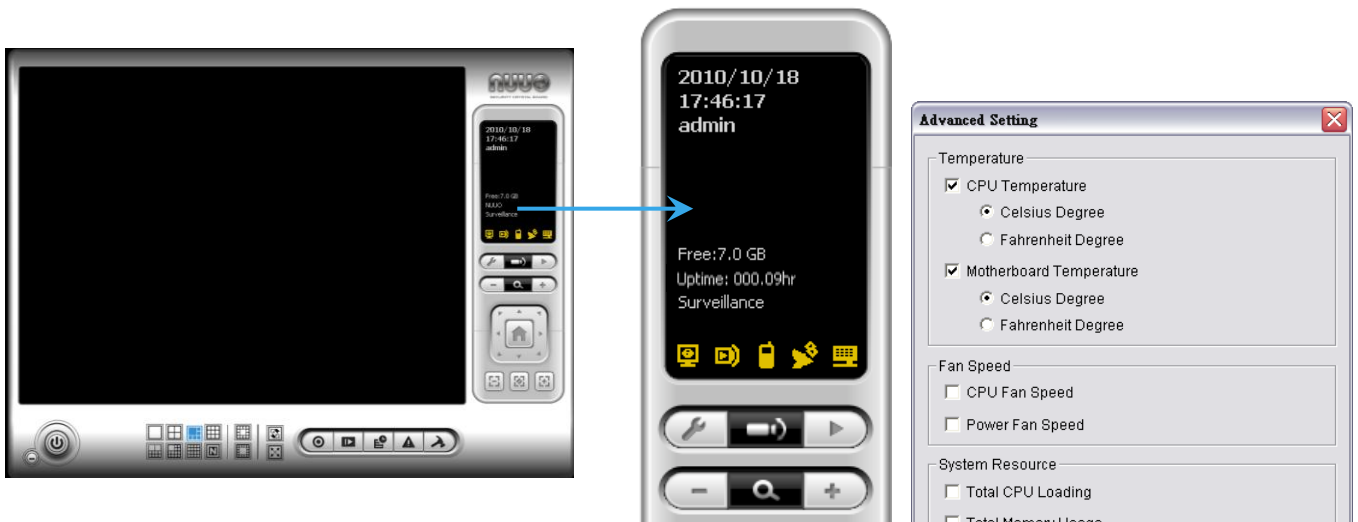 nuuo
2010/10/18
17:46:17
admin
Free:7.0 GB
NUUO
Surveillance
N
2010/10/18
17:46:17
admin
Free:7.0 GB
Uptime: 000.09hr
Surveillance
Advanced Setting
Temperature
CPU Temperature
Celsius Degree
Fahrenheit Degree
Motherboard Temperature
Celsius Degree
Fahrenheit Degree
Fan Speed
CPU Fan Speed
Power Fan Speed
System Resource
Total CPU Loading
Total Memory Usage